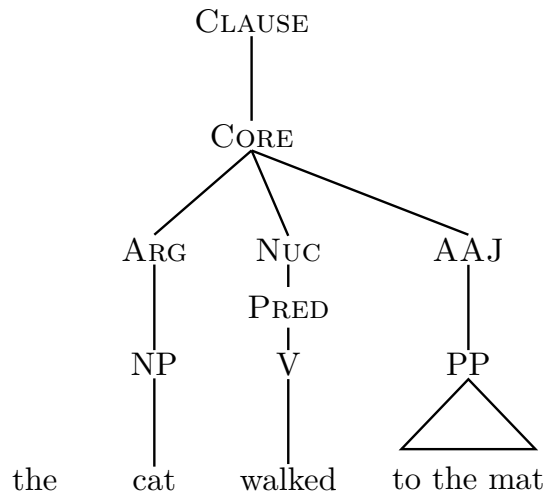 CLAUSE
CORE
ARG NUC AAJ
PRED
NP V PP
the cat walked to the mat